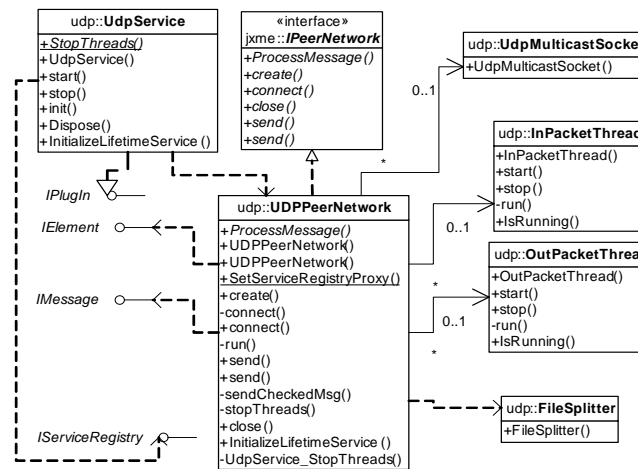 udp::UdpService
+StopThreads()
+UdpService()
+start()
+stop()
+init()
+Dispose()
+InitializeLifetimeService ()
«interface»
jxme::IPeerNetwork
+ProcessMessage()
+create()
+connect()
+close()
+send()
+send()
udp::UdpMulticastSocket
+UdpMulticastSocket ()
0..1
*
udp::InPacketThread
+InPacketThread()
+start()
+stop()
-run()
+IsRunning()
0..1
*
udp::OutPacketThread
+OutPacketThread()
+start()
+stop()
-run()
+IsRunning()
0..1
*
IPlugIn
IElement
IMessage
IServiceRegistry
udp::UDPPeerNetwork
+ProcessMessage()
+UDPPeerNetwork()
+UDPPeerNetwork()
+SetServiceRegistryProxy()
+create()
-connect()
+connect()
-run()
+send()
+send()
-sendCheckedMsg()
-stopThreads()
+close()
+InitializeLifetimeService ()
-UdpService_StopThreads()
udp::FileSplitter
+FileSplitter()